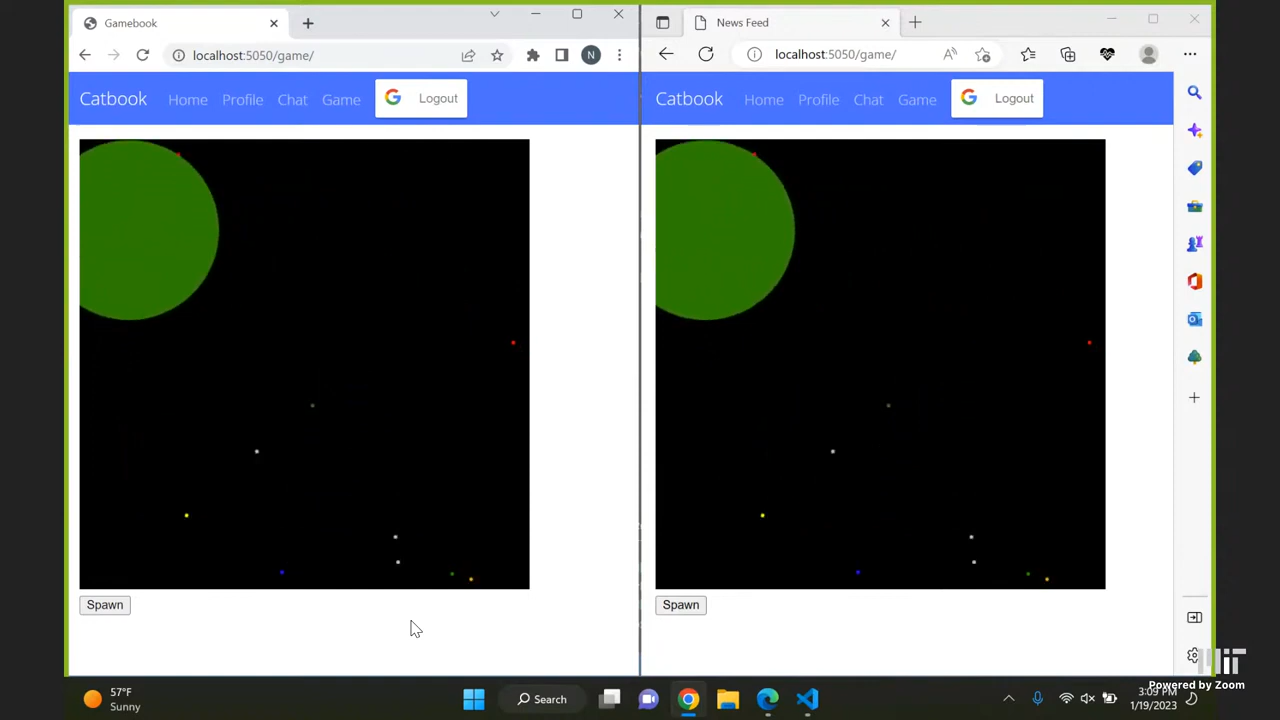 Gamebook
News Feed
localhost:5050/game/
localhost:5050/game/
Catbook Home Profile Chat Game Logout
Catbook Home Profile Chat Game Logout
Spawn
Spawn
57°F
Sunny
Search
3:09 PM
1/19/2023
MIT
Powered by Zoom